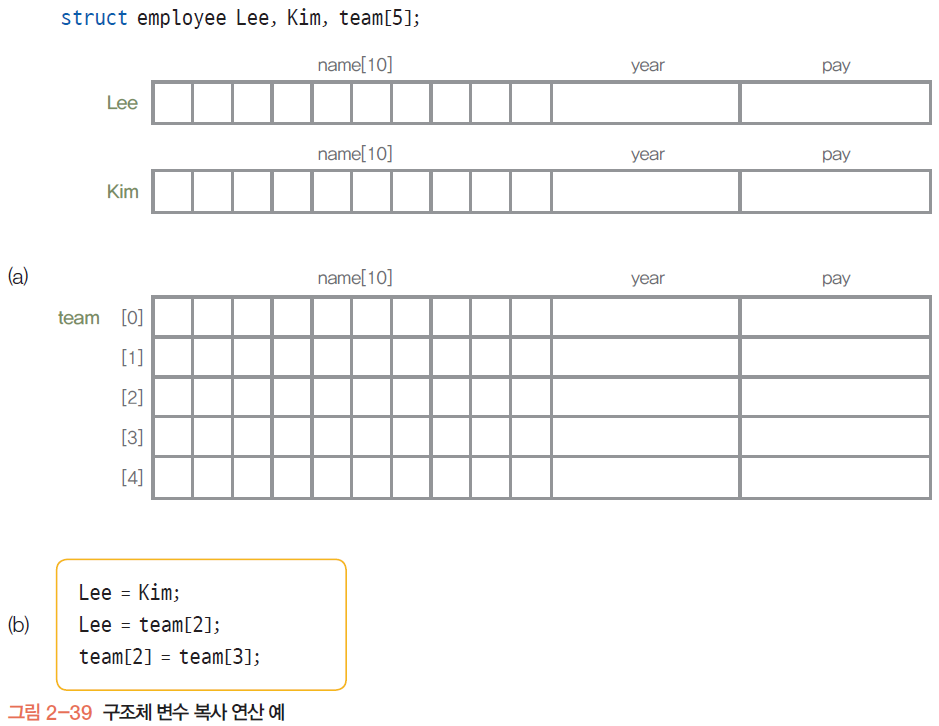 struct employee Lee, Kim, team[5];
name[10] year pay
Lee
name[10] year pay
Kim
(a)
name[10] year pay
team [0]
[1]
[2]
[3]
[4]
(b)
Lee = Kim;
Lee = team[2];
team[2] = team[3];
그림 2-39 구조체 변수 복사 연산 예